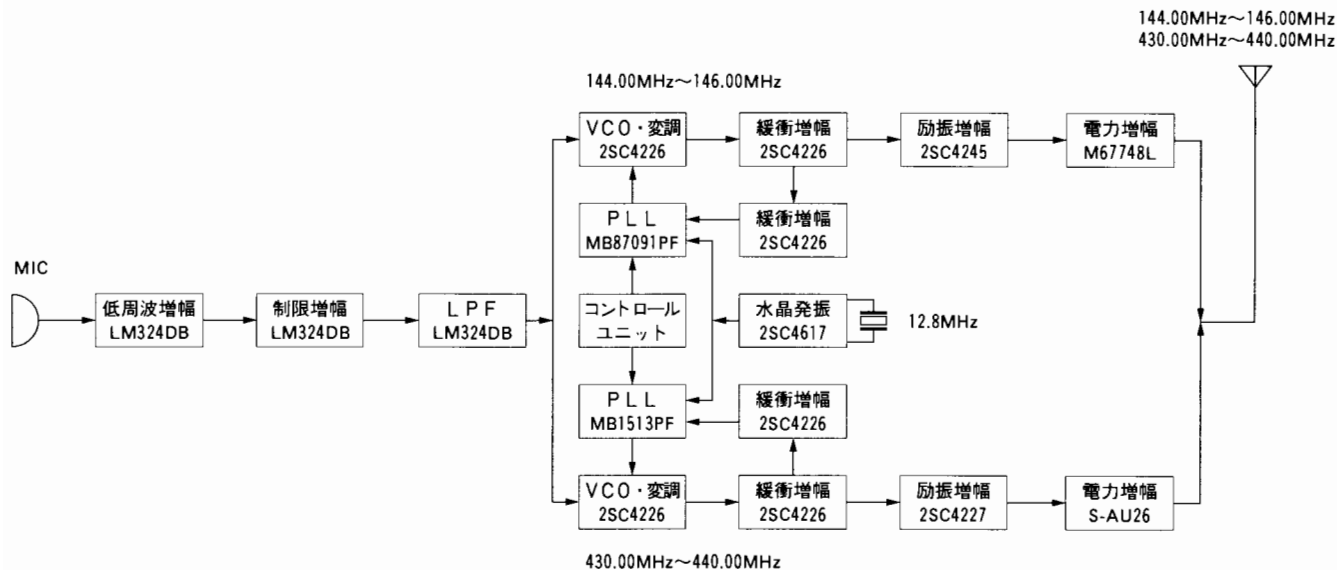 144.00MHz～146.00MHz
430.00MHz～440.00MHz
144.00MHz～146.00MHz
VCO・変調
2SC4226
緩衝増幅
2SC4226
励振増幅
2SC4245
電力増幅
M67748L
PLL
MB87091PF
緩衝増幅
2SC4226
MIC
低周波増幅
LM324DB
制限増幅
LM324DB
LPF
LM324DB
コントロール
ユニット
水晶発振
2SC4617
12.8MHz
PLL
MB1513PF
緩衝増幅
2SC4226
VCO・変調
2SC4226
緩衝増幅
2SC4226
励振増幅
2SC4227
電力増幅
S-AU26
430.00MHz～440.00MHz